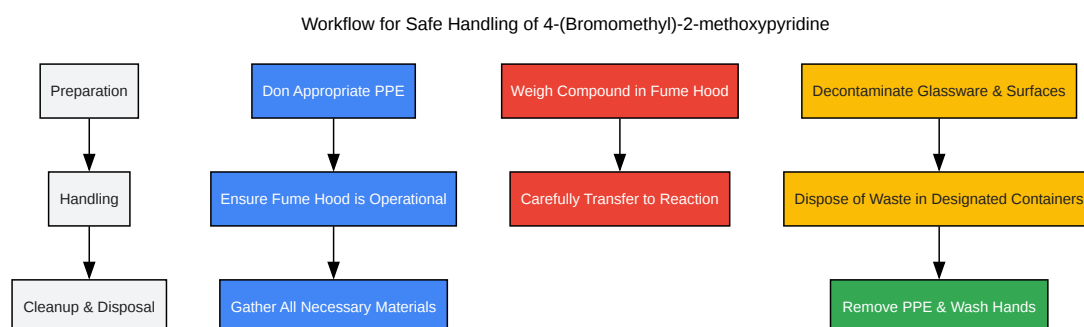 Workflow for Safe Handling of 4-(Bromomethyl)-2-methoxypyridine
Preparation
Don Appropriate PPE
Weigh Compound in Fume Hood
Decontaminate Glassware & Surfaces
Handling
Ensure Fume Hood is Operational
Carefully Transfer to Reaction
Dispose of Waste in Designated Containers
Cleanup & Disposal
Gather All Necessary Materials
Remove PPE & Wash Hands